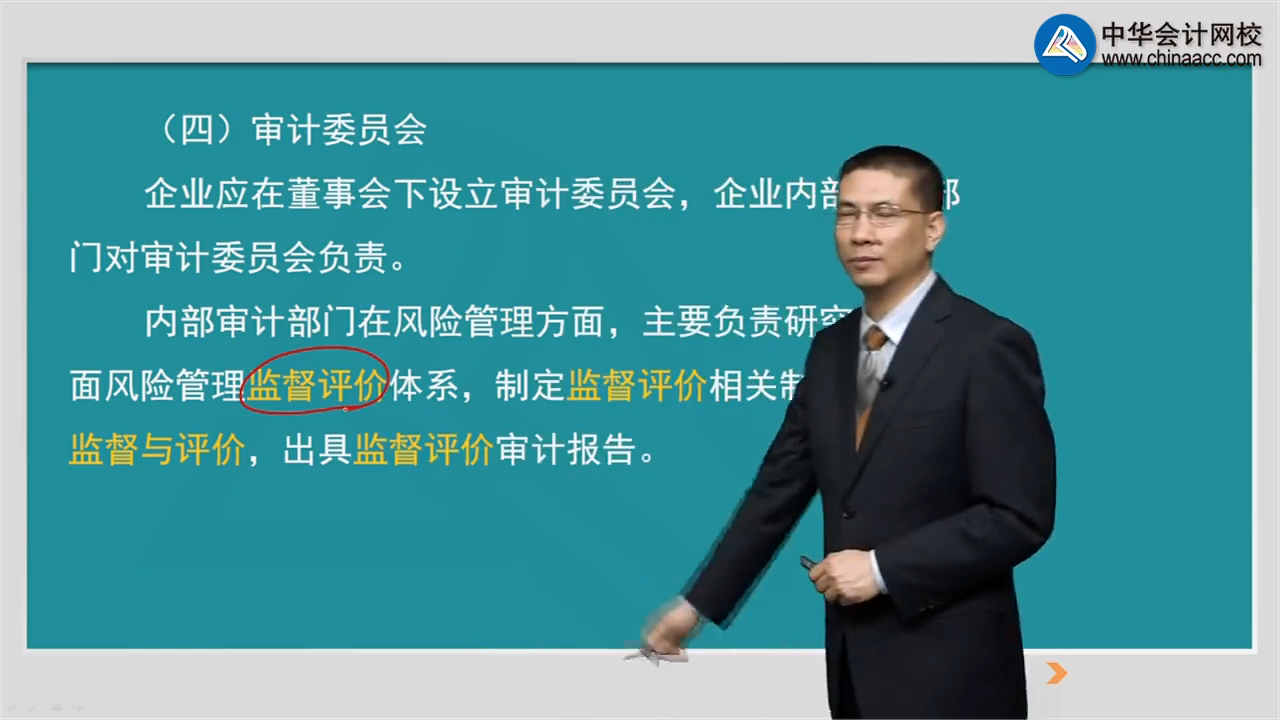 中华会计网校
www.chinaacc.com
（四）审计委员会
企业应在董事会下设立审计委员会，企业内部 部
门对审计委员会负责。
内部审计部门在风险管理方面，主要负责研究
面风险管理监督评价体系，制定监督评价相关制
监督与评价，出具监督评价审计报告。